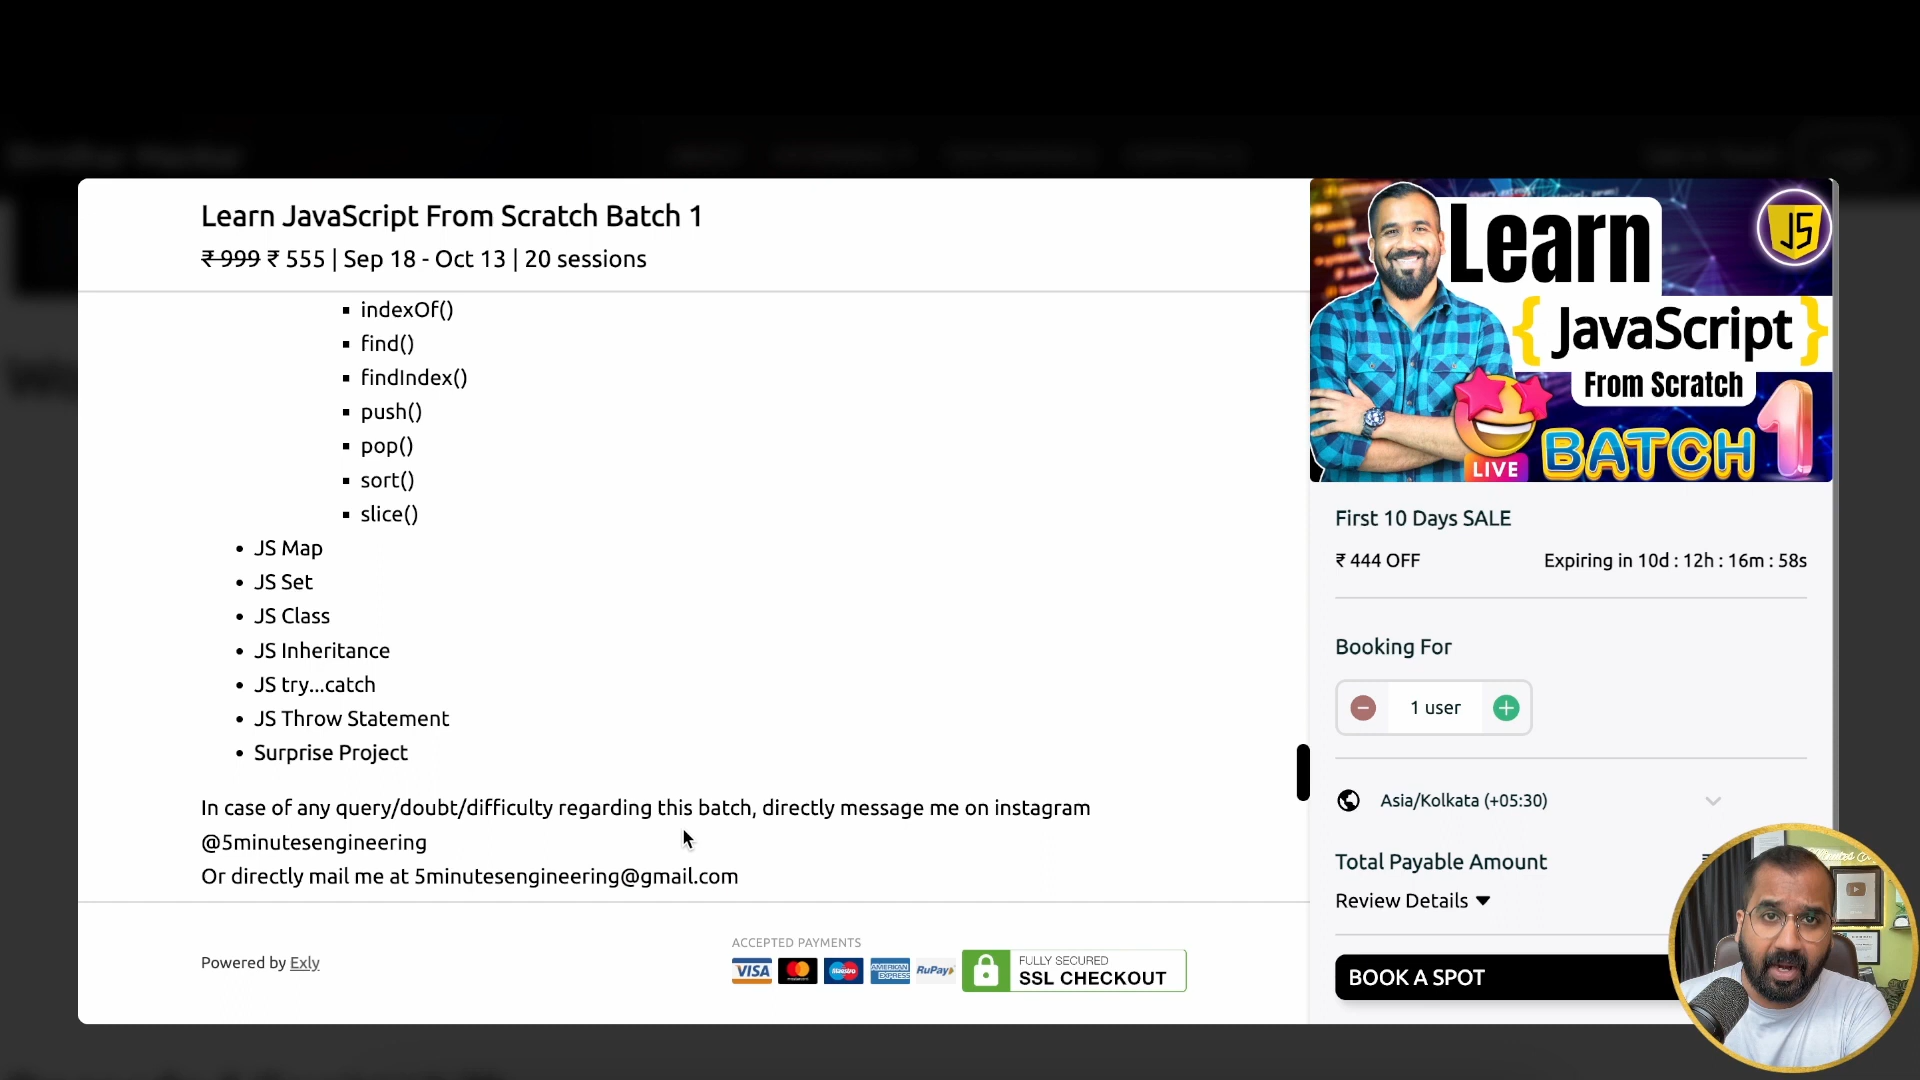 Learn JavaScript From Scratch Batch 1
₹ 999 ₹ 555 | Sep 18 - Oct 13 | 20 sessions
indexOf()
find()
findIndex()
push()
pop()
sort()
slice()
JS Map
JS Set
JS Class
JS Inheritance
JS try...catch
JS Throw Statement
Surprise Project
In case of any query/doubt/difficulty regarding this batch, directly message me on instagram
@5minutesengineering
Or directly mail me at 5minutesengineering@gmail.com
Powered by Exly
ACCEPTED PAYMENTS
VISA
Maestro
AMERICAN EXPRESS
RuPay
FULLY SECURED
SSL CHECKOUT
Learn
JS
{ JavaScript }
From Scratch
LIVE
BATCH 1
First 10 Days SALE
₹ 444 OFF
Expiring in 10d : 12h : 16m : 58s
Booking For
1 user
Asia/Kolkata (+05:30)
Total Payable Amount
Review Details
BOOK A SPOT